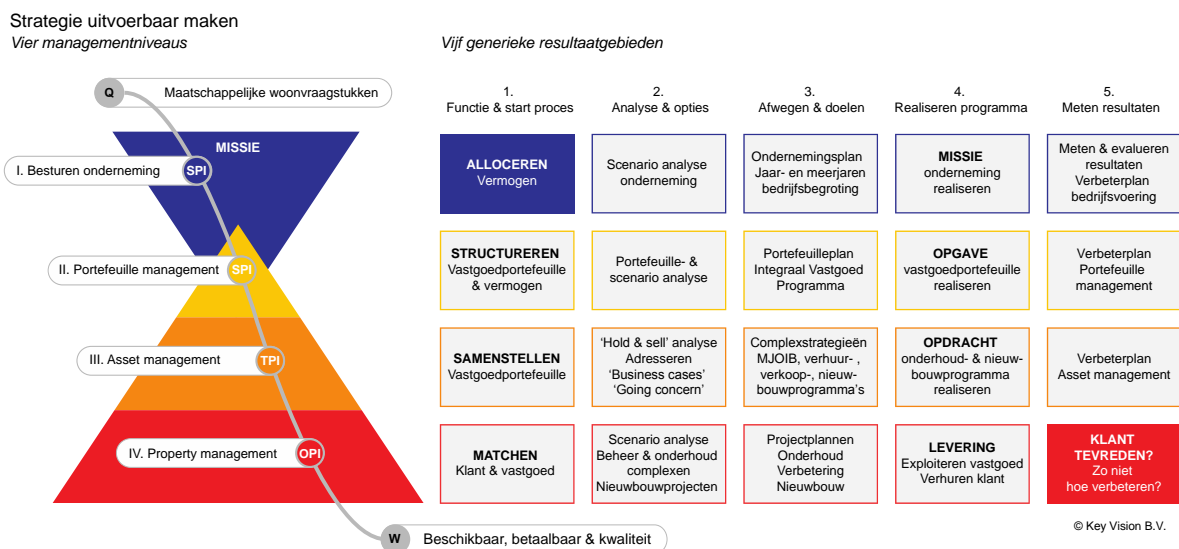 Strategie uitvoerbaar maken
Vier managementniveaus
Vijf generieke resultaatgebieden
Q
Maatschappelijke woonvraagstukken
MISSIE
I. Besturen onderneming
SPI
II. Portefeuille management
SPI
III. Asset management
TPI
IV. Property management
OPI
W
Beschikbaar, betaalbaar & kwaliteit
1.
Functie & start proces
2.
Analyse & opties
3.
Afwegen & doelen
4.
Realiseren programma
5.
Meten resultaten
ALLOCEREN
Vermogen
Scenario analyse
onderneming
Ondernemingsplan
Jaar- en meerjaren
bedrijfsbegroting
MISSIE
onderneming
realiseren
Meten & evalueren
resultaten
Verbeterplan
bedrijfsvoering
STRUCTUREREN
Vastgoedportefeuille
& vermogen
Portefeuille- &
scenario analyse
Portefeuilleplan
Integraal Vastgoed
Programma
OPGAVE
vastgoedportefeuille
realiseren
Verbeterplan
Portefeuille
management
SAMENSTELLEN
Vastgoedportefeuille
‘Hold & sell’ analyse
Adresseren
‘Business cases’
‘Going concern’
Complexstrategieën
MJOIB, verhuur- ,
verkoop-, nieuw-
bouwprogramma’s
OPDRACHT
onderhoud- & nieuw-
bouwprogramma
realiseren
Verbeterplan
Asset management
MATCHEN
Klant & vastgoed
Scenario analyse
Beheer & onderhoud
complexen
Nieuwbouwprojecten
Projectplannen
Onderhoud
Verbetering
Nieuwbouw
LEVERING
Exploiteren vastgoed
Verhuren klant
KLANT
TEVREDEN?
Zo niet
hoe verbeteren?
© Key Vision B.V.